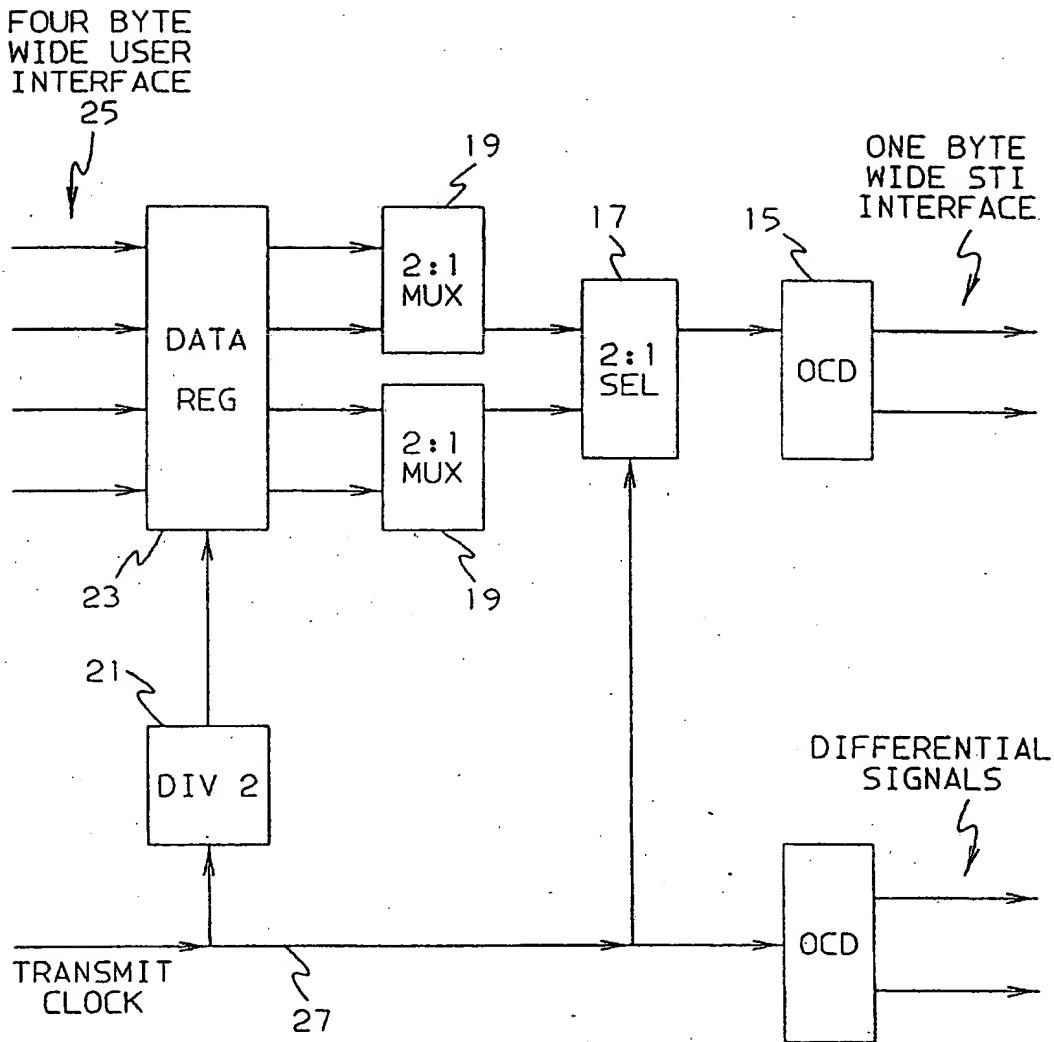 FOUR BYTE
WIDE USER
INTERFACE
25
19
ONE BYTE
WIDE STI
INTERFACE
17
15
2:1
MUX
DATA
REG
2:1
SEL
OCD
2:1
MUX
23
19
21
DIV 2
DIFFERENTIAL
SIGNALS
OCD
TRANSMIT
CLOCK
27